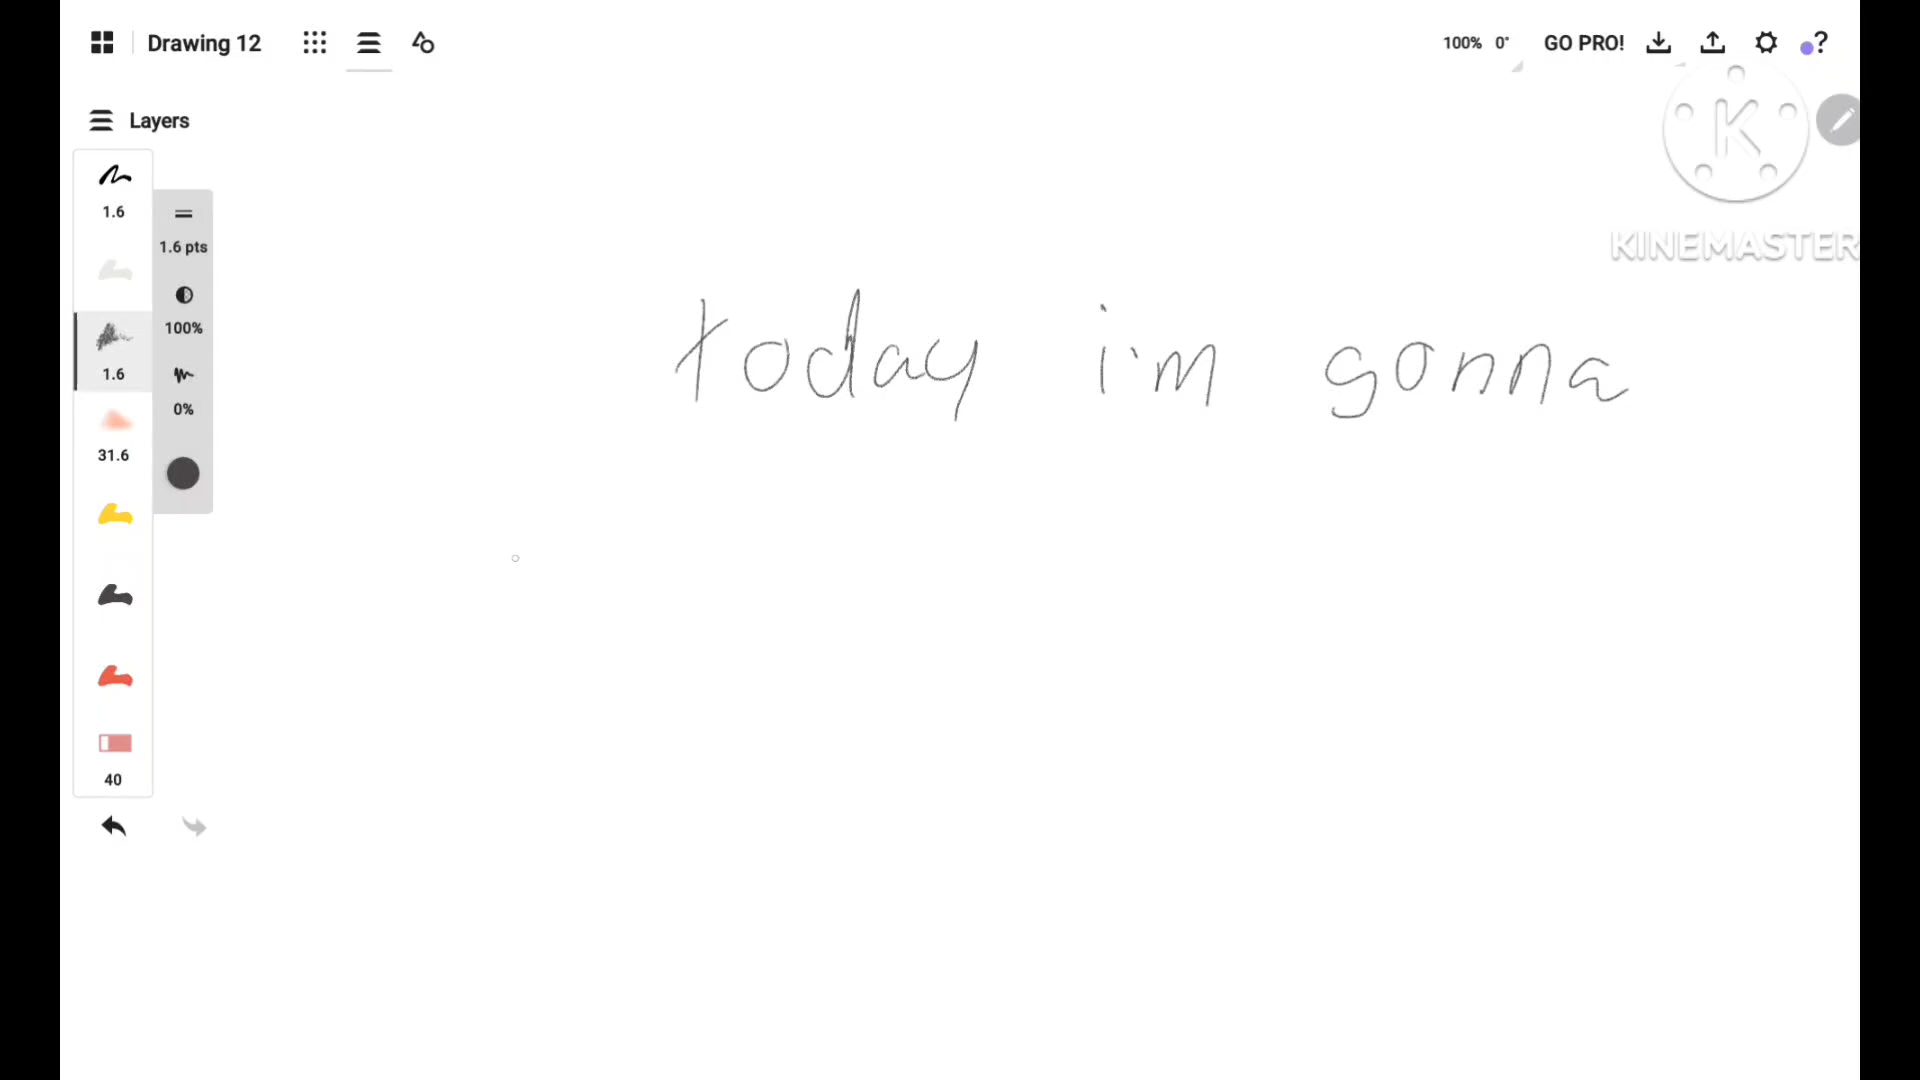 Drawing 12
100% 0° GO PRO! ?
Layers
1.6
1.6 pts
100%
1.6
0%
31.6
40
K
KINEMASTER
today i'm gonna